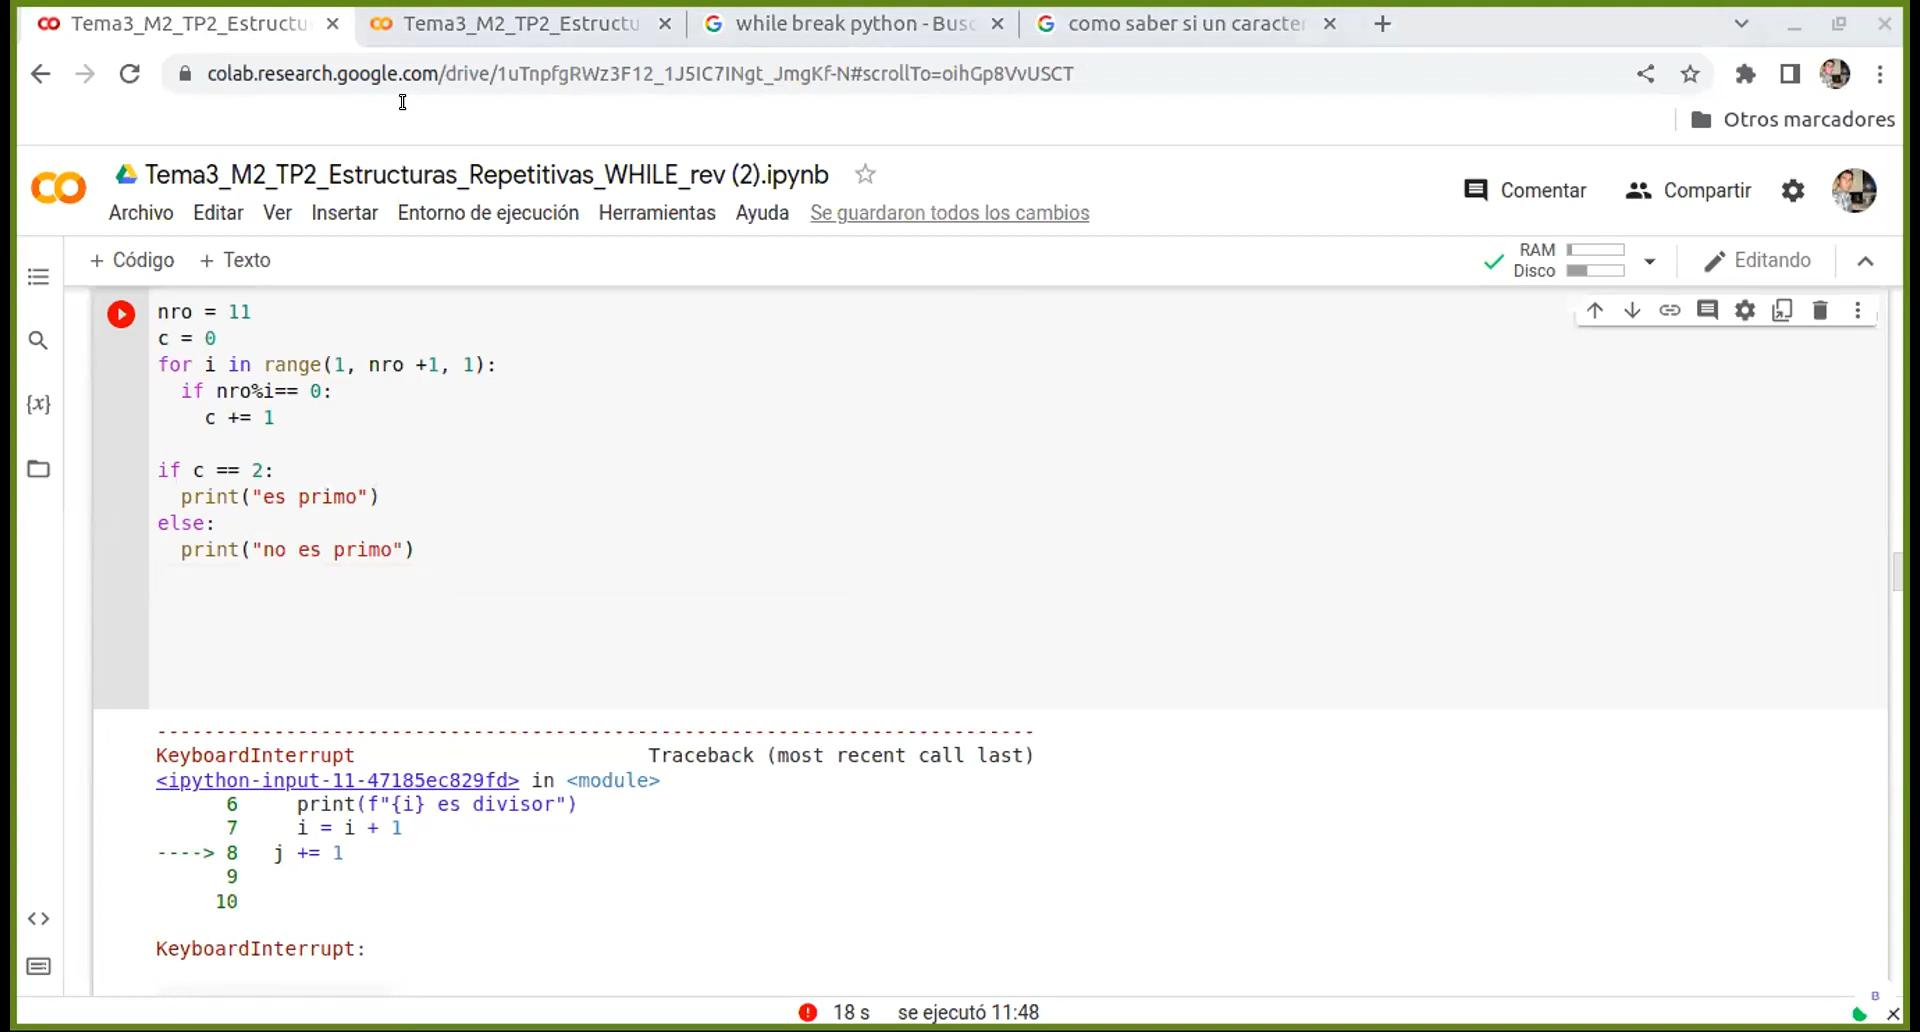 Tema3_M2_TP2_Estructu
Tema3_M2_TP2_Estructu
while break python - Bus
como saber si un caracter
colab.research.google.com/drive/1uTnpfgRWz3F12_1J5IC7INgt_JmgKf-N#scrollTo=oihGp8VvUSCT
Otros marcadores
Tema3_M2_TP2_Estructuras_Repetitivas_WHILE_rev (2).ipynb
Comentar
Compartir
Archivo Editar Ver Insertar Entorno de ejecución Herramientas Ayuda Se guardaron todos los cambios
+ Código + Texto
RAM
Disco
Editando
nro = 11
c = 0
for i in range(1, nro +1, 1):
if nro%i== 0:
c += 1
if c == 2:
print("es primo")
else:
print("no es primo")
---------------------------------------------------------------------------
KeyboardInterrupt Traceback (most recent call last)
<ipython-input-11-47185ec829fd> in <module>
6 print(f"{i} es divisor")
7 i = i + 1
----> 8 j += 1
9
10
KeyboardInterrupt:
18 s se ejecutó 11:48
B